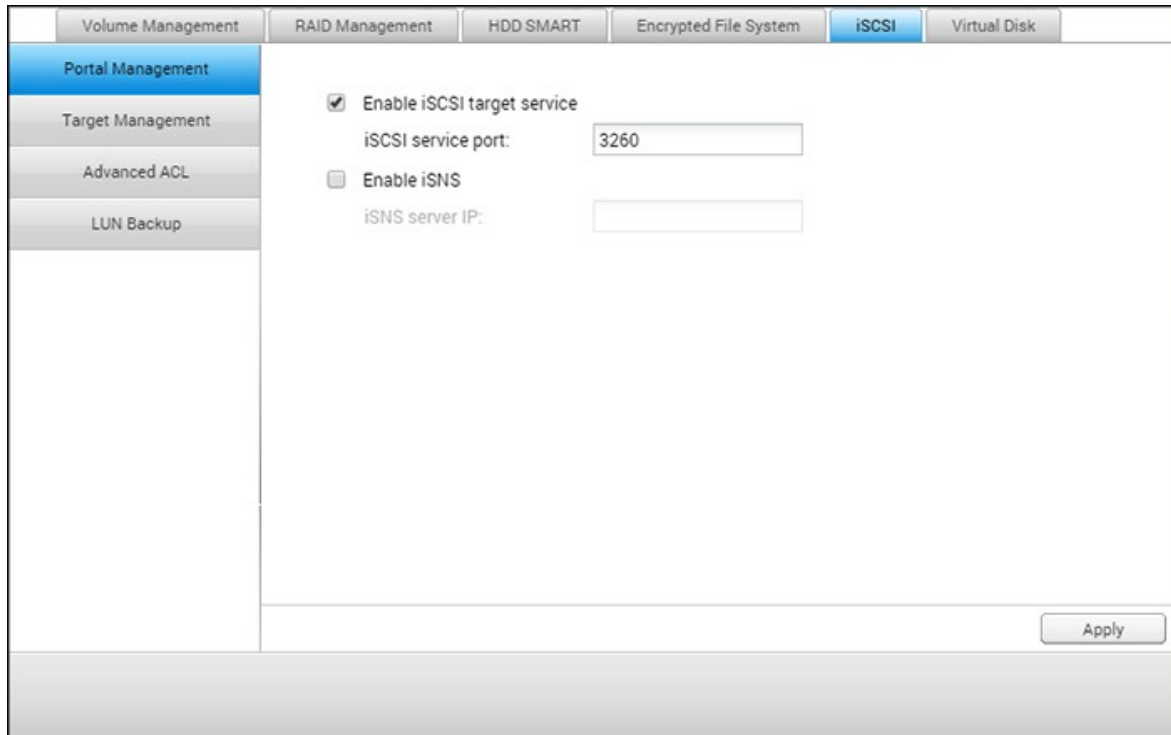 Volume Management
RAID Management
HDD SMART
Encrypted File System
iSCSI
Virtual Disk
Portal Management
Target Management
Advanced ACL
LUN Backup
Enable iSCSI target service
iSCSI service port: 3260
Enable iSNS
iSNS server IP:
Apply